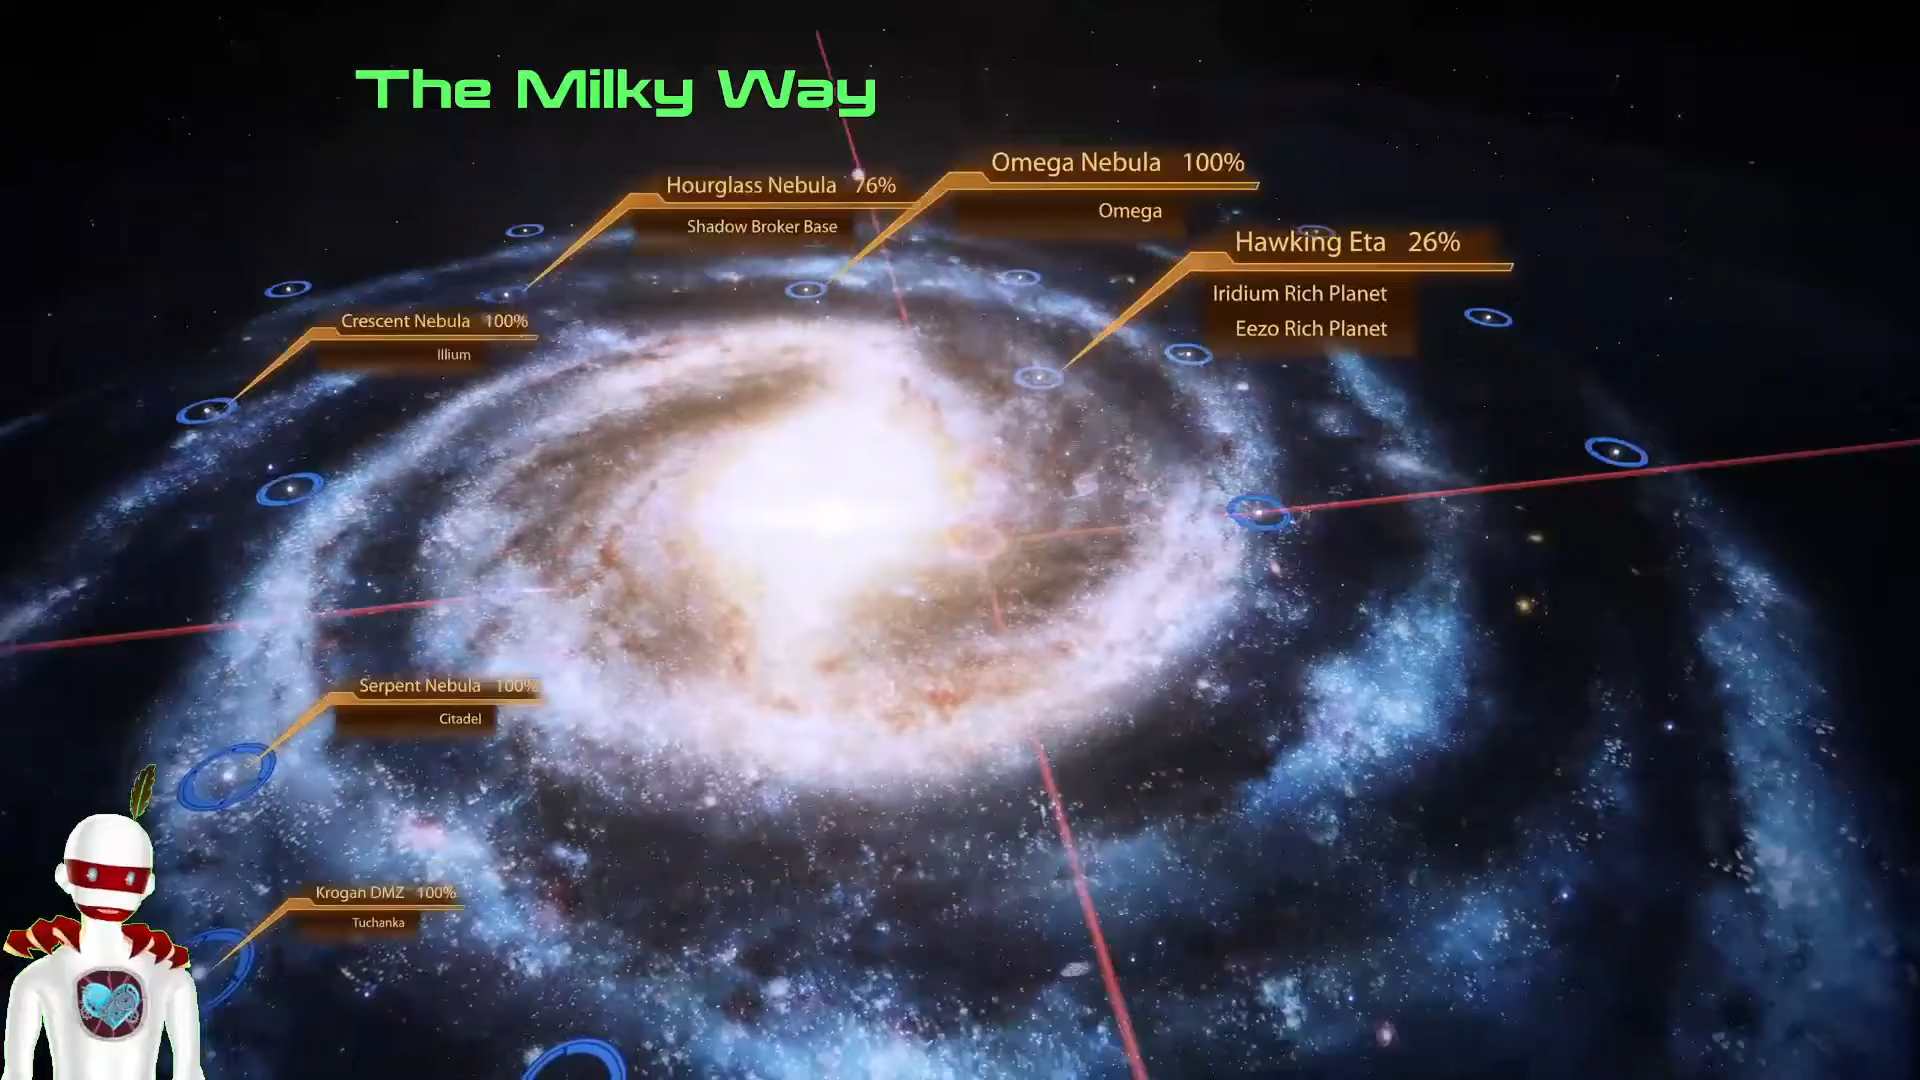 The Milky Way
Omega Nebula 100%
Omega
Hourglass Nebula 76%
Shadow Broker Base
Hawking Eta 26%
Iridium Rich Planet
Eezo Rich Planet
Crescent Nebula 100%
Illium
Serpent Nebula 100%
Citadel
Krogan DMZ 100%
Tuchanka